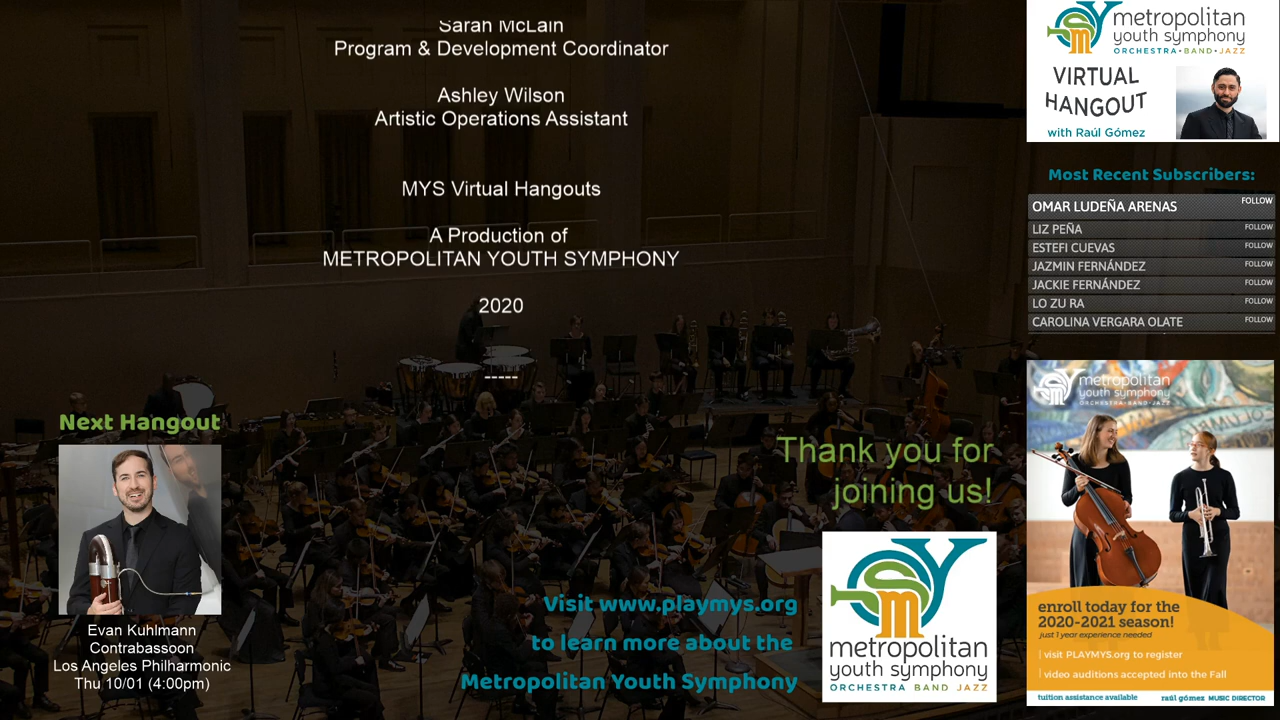 Sarah McLain
Program & Development Coordinator
Ashley Wilson
Artistic Operations Assistant
MYS Virtual Hangouts
A Production of
METROPOLITAN YOUTH SYMPHONY
2020
-----
Next Hangout
Evan Kuhlmann
Contrabassoon
Los Angeles Philharmonic
Thu 10/01 (4:00pm)
Thank you for
joining us!
Visit www.playmys.org
to learn more about the
Metropolitan Youth Symphony
MYS
metropolitan
youth symphony
ORCHESTRA BAND JAZZ
MYS
metropolitan
youth symphony
ORCHESTRA • BAND • JAZZ
VIRTUAL
HANGOUT
with Raúl Gómez
Most Recent Subscribers:
OMAR LUDEÑA ARENAS FOLLOW
LIZ PEÑA FOLLOW
ESTEFI CUEVAS FOLLOW
JAZMIN FERNÁNDEZ FOLLOW
JACKIE FERNÁNDEZ FOLLOW
LO ZU RA FOLLOW
CAROLINA VERGARA OLATE FOLLOW
MYS
metropolitan
youth symphony
ORCHESTRA • BAND • JAZZ
enroll today for the
2020-2021 season!
just 1 year experience needed
| visit PLAYMYS.org to register
| video auditions accepted into the Fall
tuition assistance available raúl gómez MUSIC DIRECTOR